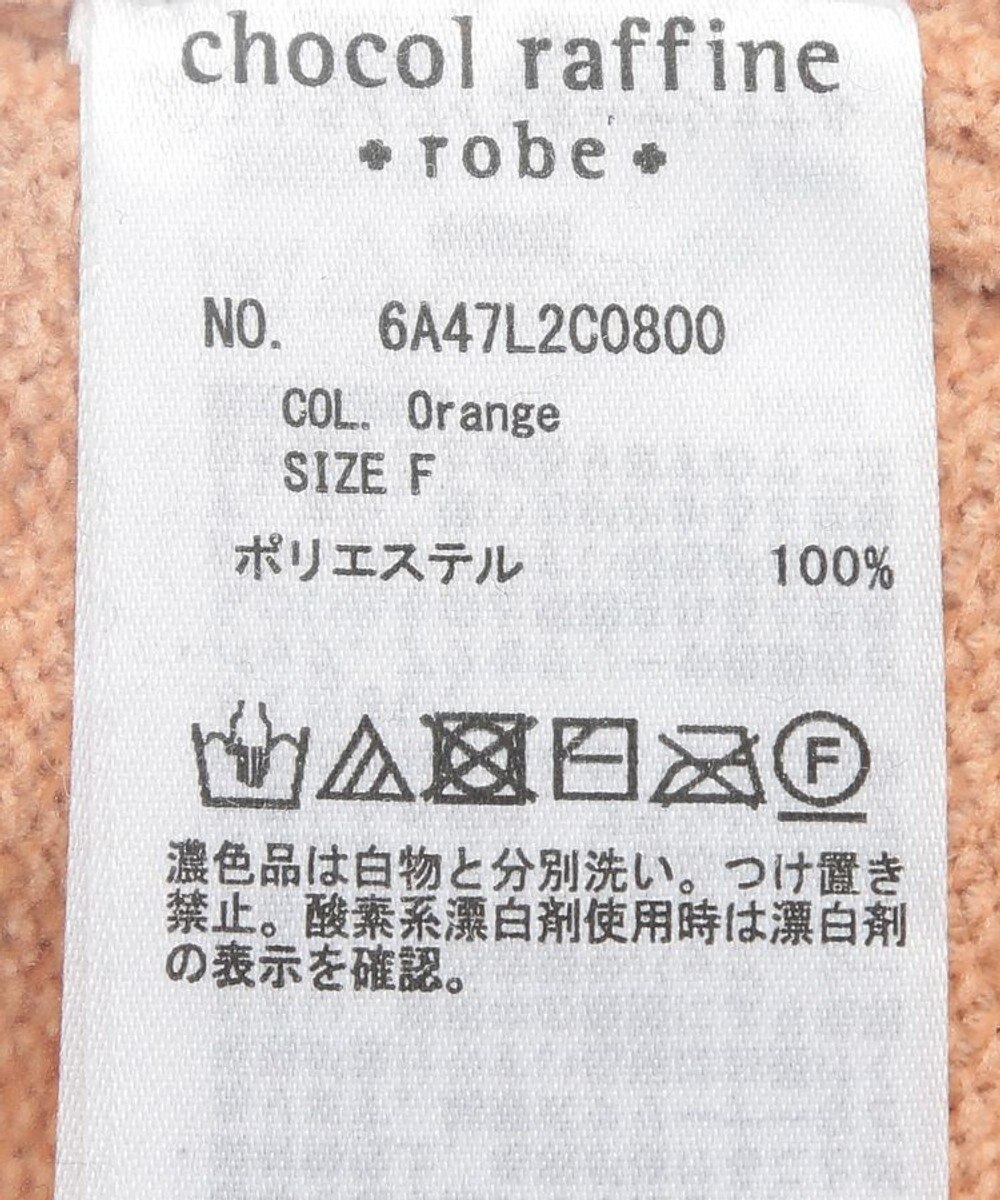 chocol raffine
robe
NO. 6A47L2C0800
COL. Orange
SIZE F
ポリエステル 100%
F
濃色品は白物と分別洗い。つけ置き
禁止。酸素系漂白剤使用時は漂白剤
の表示を確認。